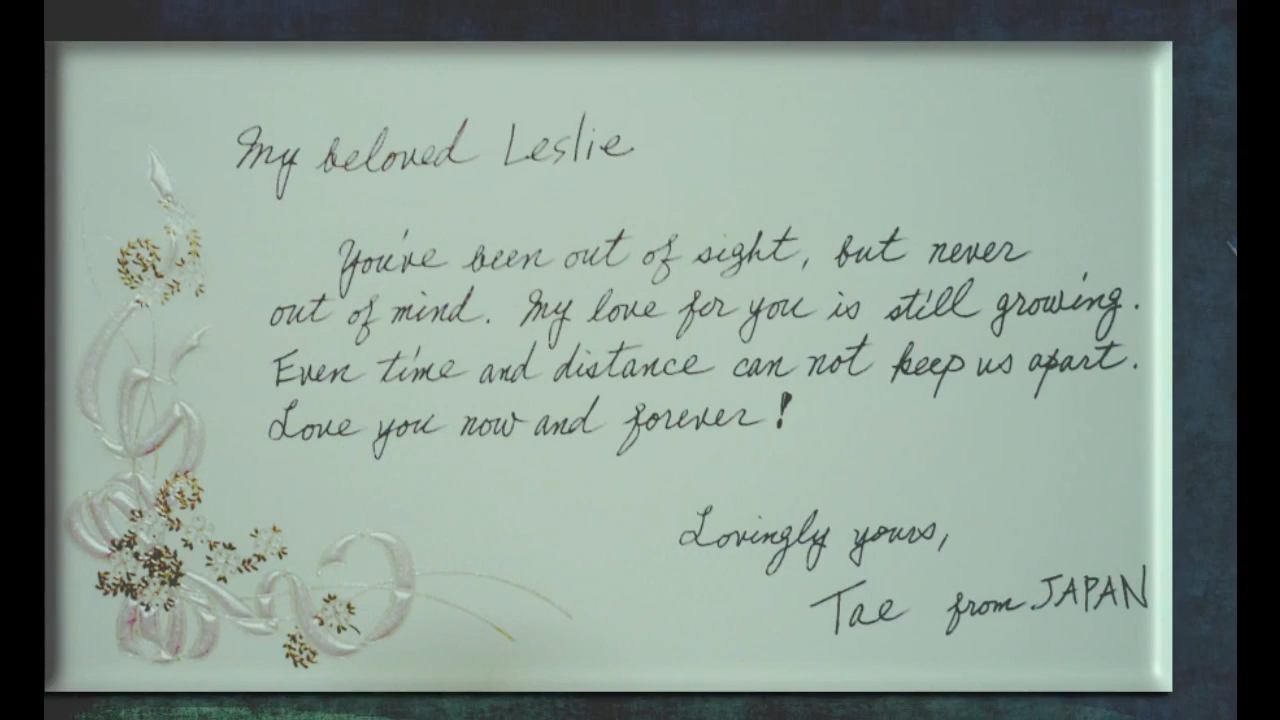 My beloved Leslie
You've been out of sight, but never
out of mind. My love for you is still growing.
Even time and distance can not keep us apart.
Love you now and forever!
Lovingly yours,
Tae from JAPAN